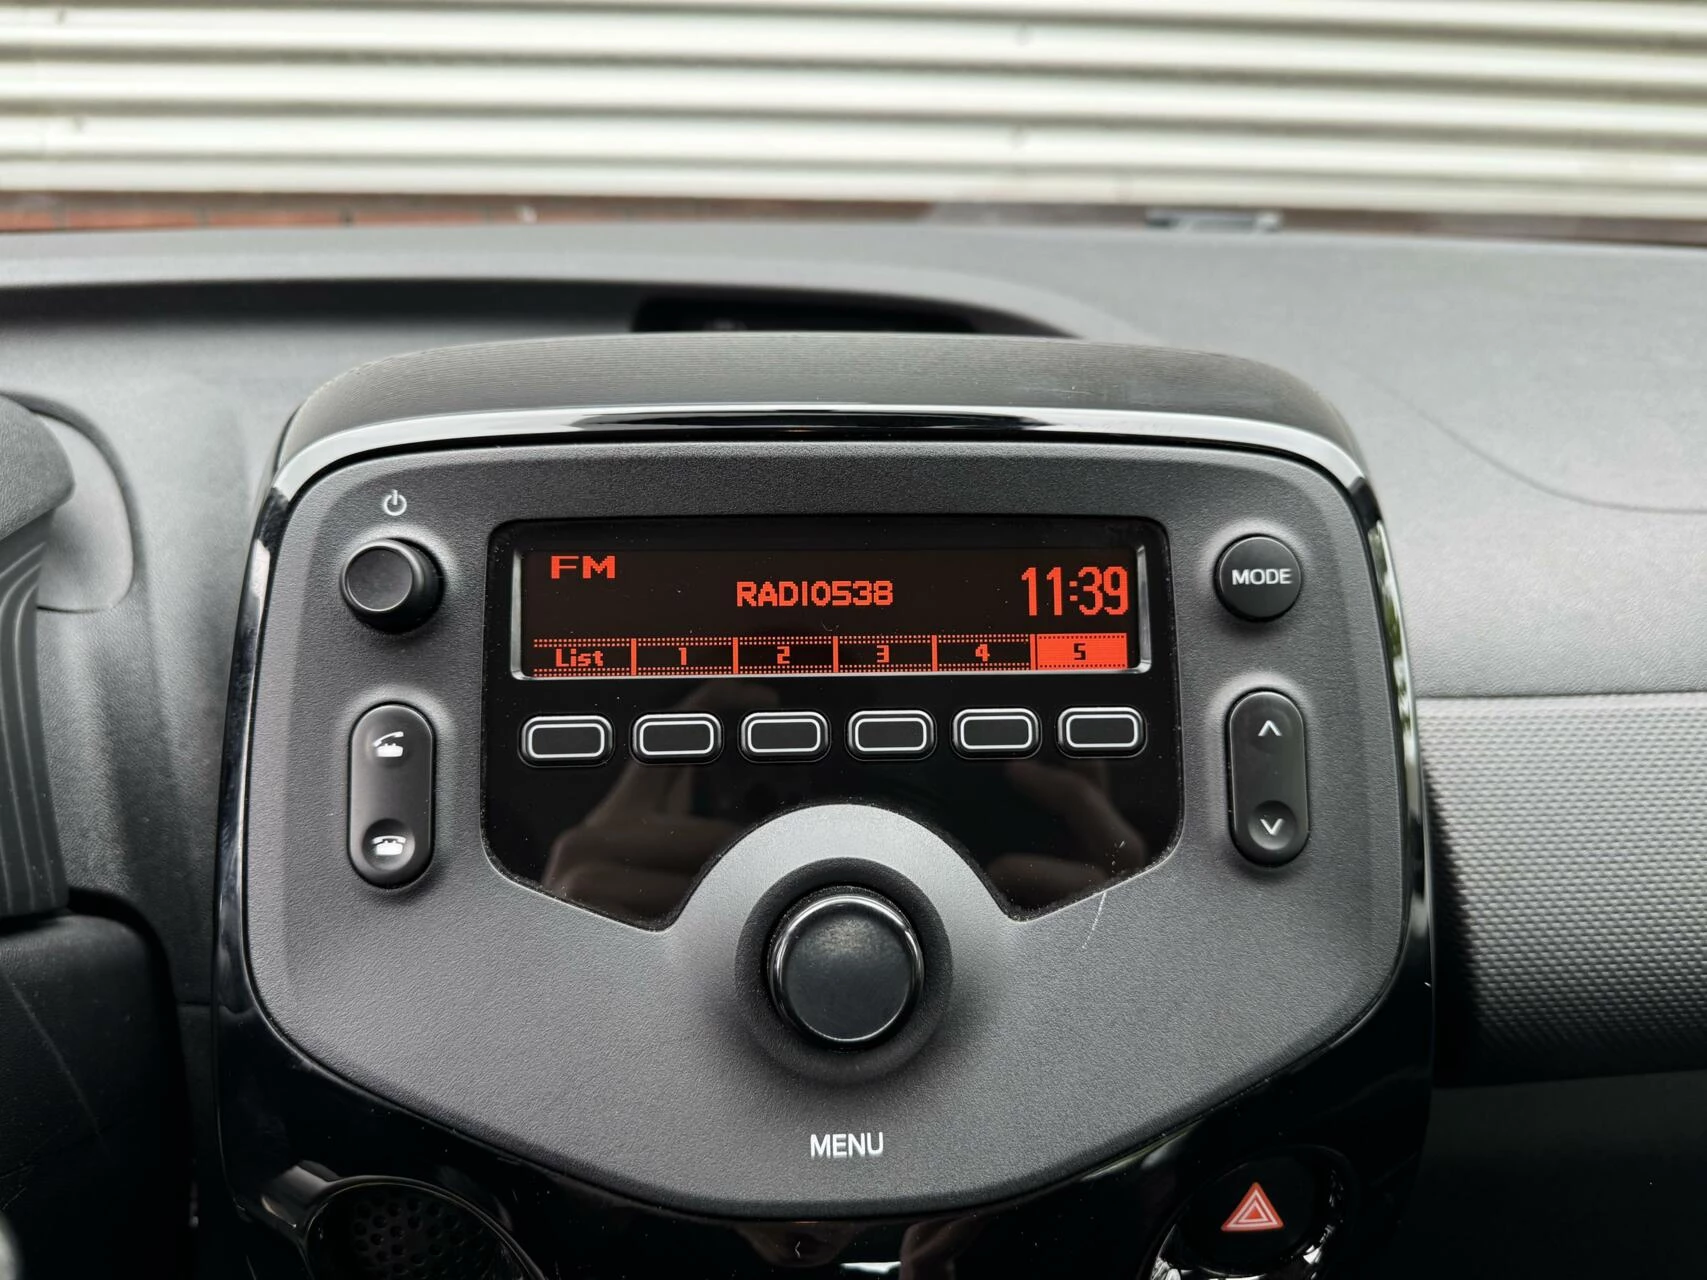 FM
RADIO538
11:39
List 1 2 3 4 5
MODE
MENU